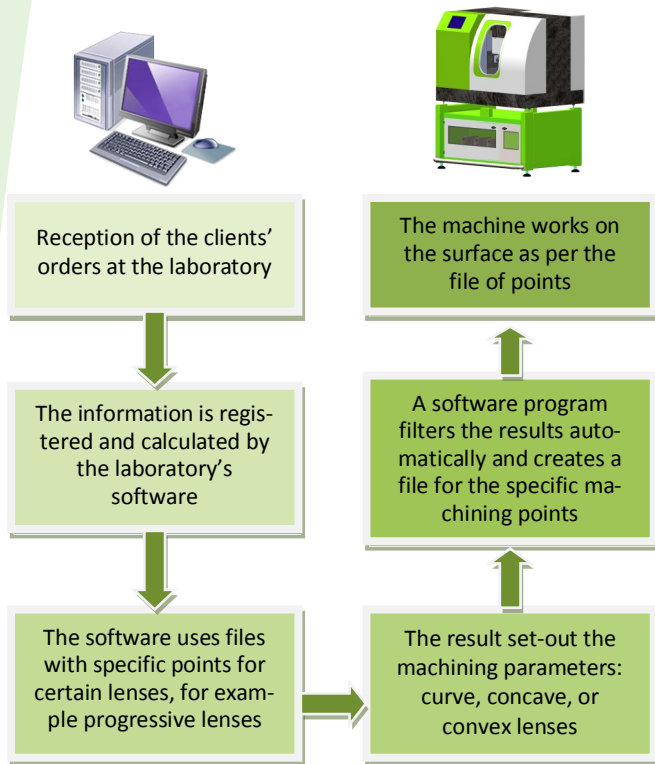 Reception of the clients'
orders at the laboratory
The information is regis-
tered and calculated by
the laboratory's
software
The software uses files
with specific points for
certain lenses, for exam-
ple progressive lenses
The result set-out the
machining parameters:
curve, concave, or
convex lenses
A software program
filters the results auto-
matically and creates a
file for the specific ma-
chining points
The machine works on
the surface as per the
file of points